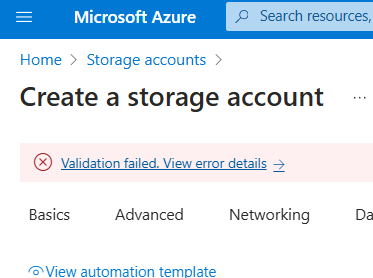 Microsoft Azure
Search resources,
Home > Storage accounts >
Create a storage account ...
Validation failed. View error details →
Basics Advanced Networking Da
View automation template